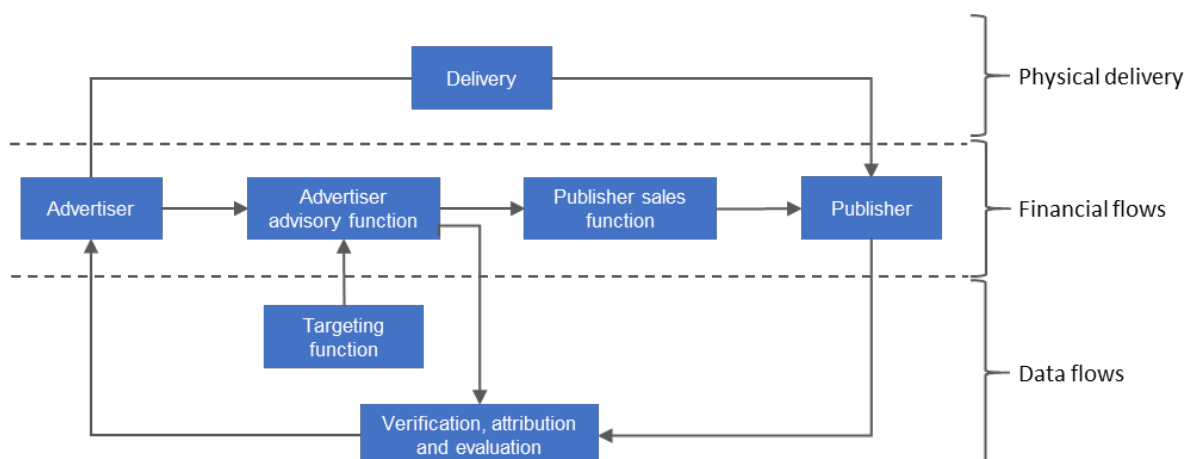 Delivery
Physical delivery
Advertiser
Advertiser
advisory function
Publisher sales
function
Publisher
Financial flows
Targeting
function
Data flows
Verification, attribution
and evaluation